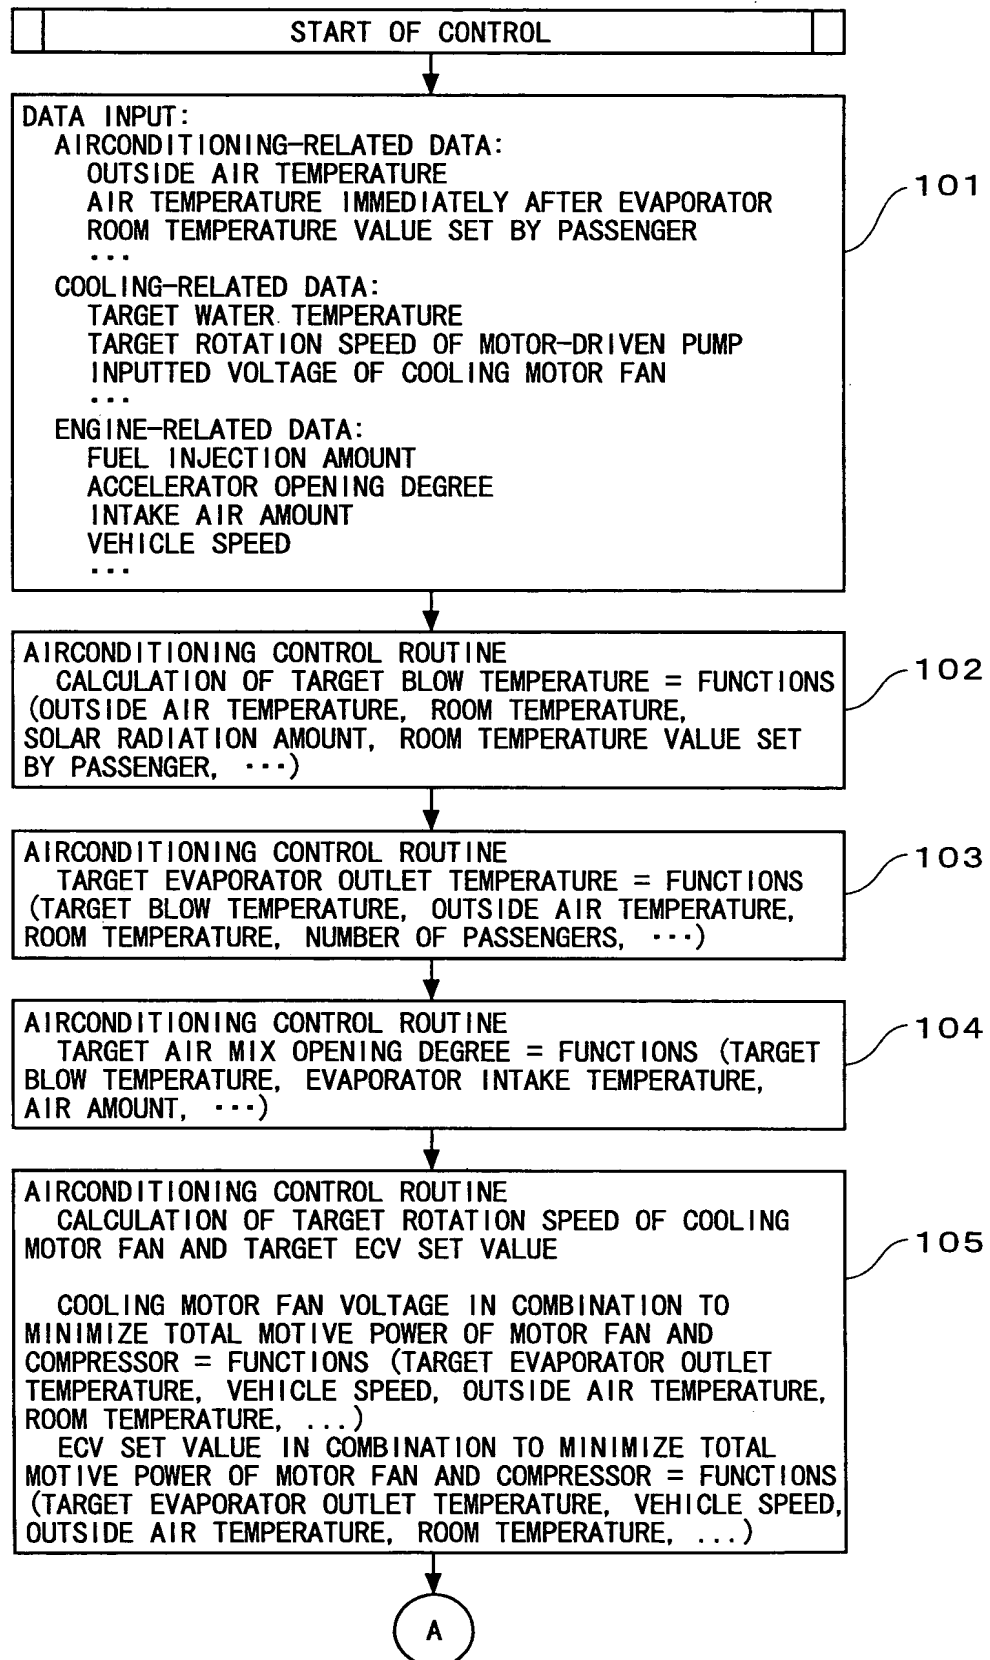 START OF CONTROL
DATA INPUT:
AIRCONDITIONING-RELATED DATA:
OUTSIDE AIR TEMPERATURE
AIR TEMPERATURE IMMEDIATELY AFTER EVAPORATOR
ROOM TEMPERATURE VALUE SET BY PASSENGER
...
COOLING-RELATED DATA:
TARGET WATER TEMPERATURE
TARGET ROTATION SPEED OF MOTOR-DRIVEN PUMP
INPUTTED VOLTAGE OF COOLING MOTOR FAN
...
ENGINE-RELATED DATA:
FUEL INJECTION AMOUNT
ACCELERATOR OPENING DEGREE
INTAKE AIR AMOUNT
VEHICLE SPEED
...
101
AIRCONDITIONING CONTROL ROUTINE
CALCULATION OF TARGET BLOW TEMPERATURE = FUNCTIONS
(OUTSIDE AIR TEMPERATURE, ROOM TEMPERATURE,
SOLAR RADIATION AMOUNT, ROOM TEMPERATURE VALUE SET
BY PASSENGER, ···)
102
AIRCONDITIONING CONTROL ROUTINE
TARGET EVAPORATOR OUTLET TEMPERATURE = FUNCTIONS
(TARGET BLOW TEMPERATURE, OUTSIDE AIR TEMPERATURE,
ROOM TEMPERATURE, NUMBER OF PASSENGERS, ···)
103
AIRCONDITIONING CONTROL ROUTINE
TARGET AIR MIX OPENING DEGREE = FUNCTIONS (TARGET
BLOW TEMPERATURE, EVAPORATOR INTAKE TEMPERATURE,
AIR AMOUNT, ···)
104
AIRCONDITIONING CONTROL ROUTINE
CALCULATION OF TARGET ROTATION SPEED OF COOLING
MOTOR FAN AND TARGET ECV SET VALUE
COOLING MOTOR FAN VOLTAGE IN COMBINATION TO
MINIMIZE TOTAL MOTIVE POWER OF MOTOR FAN AND
COMPRESSOR = FUNCTIONS (TARGET EVAPORATOR OUTLET
TEMPERATURE, VEHICLE SPEED, OUTSIDE AIR TEMPERATURE,
ROOM TEMPERATURE, ...)
ECV SET VALUE IN COMBINATION TO MINIMIZE TOTAL
MOTIVE POWER OF MOTOR FAN AND COMPRESSOR = FUNCTIONS
(TARGET EVAPORATOR OUTLET TEMPERATURE, VEHICLE SPEED,
OUTSIDE AIR TEMPERATURE, ROOM TEMPERATURE, ...)
105
A